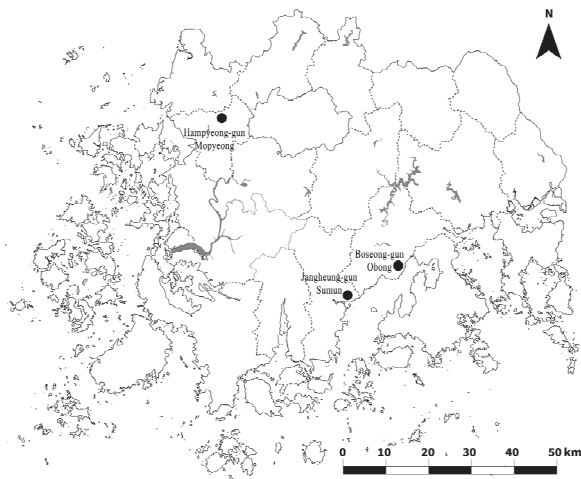 N
Hampyeong-gun
Mopyeong
Boseong-gun
Obong
Jangheung-gun
Sumun
0 10 20 30 40 50 km